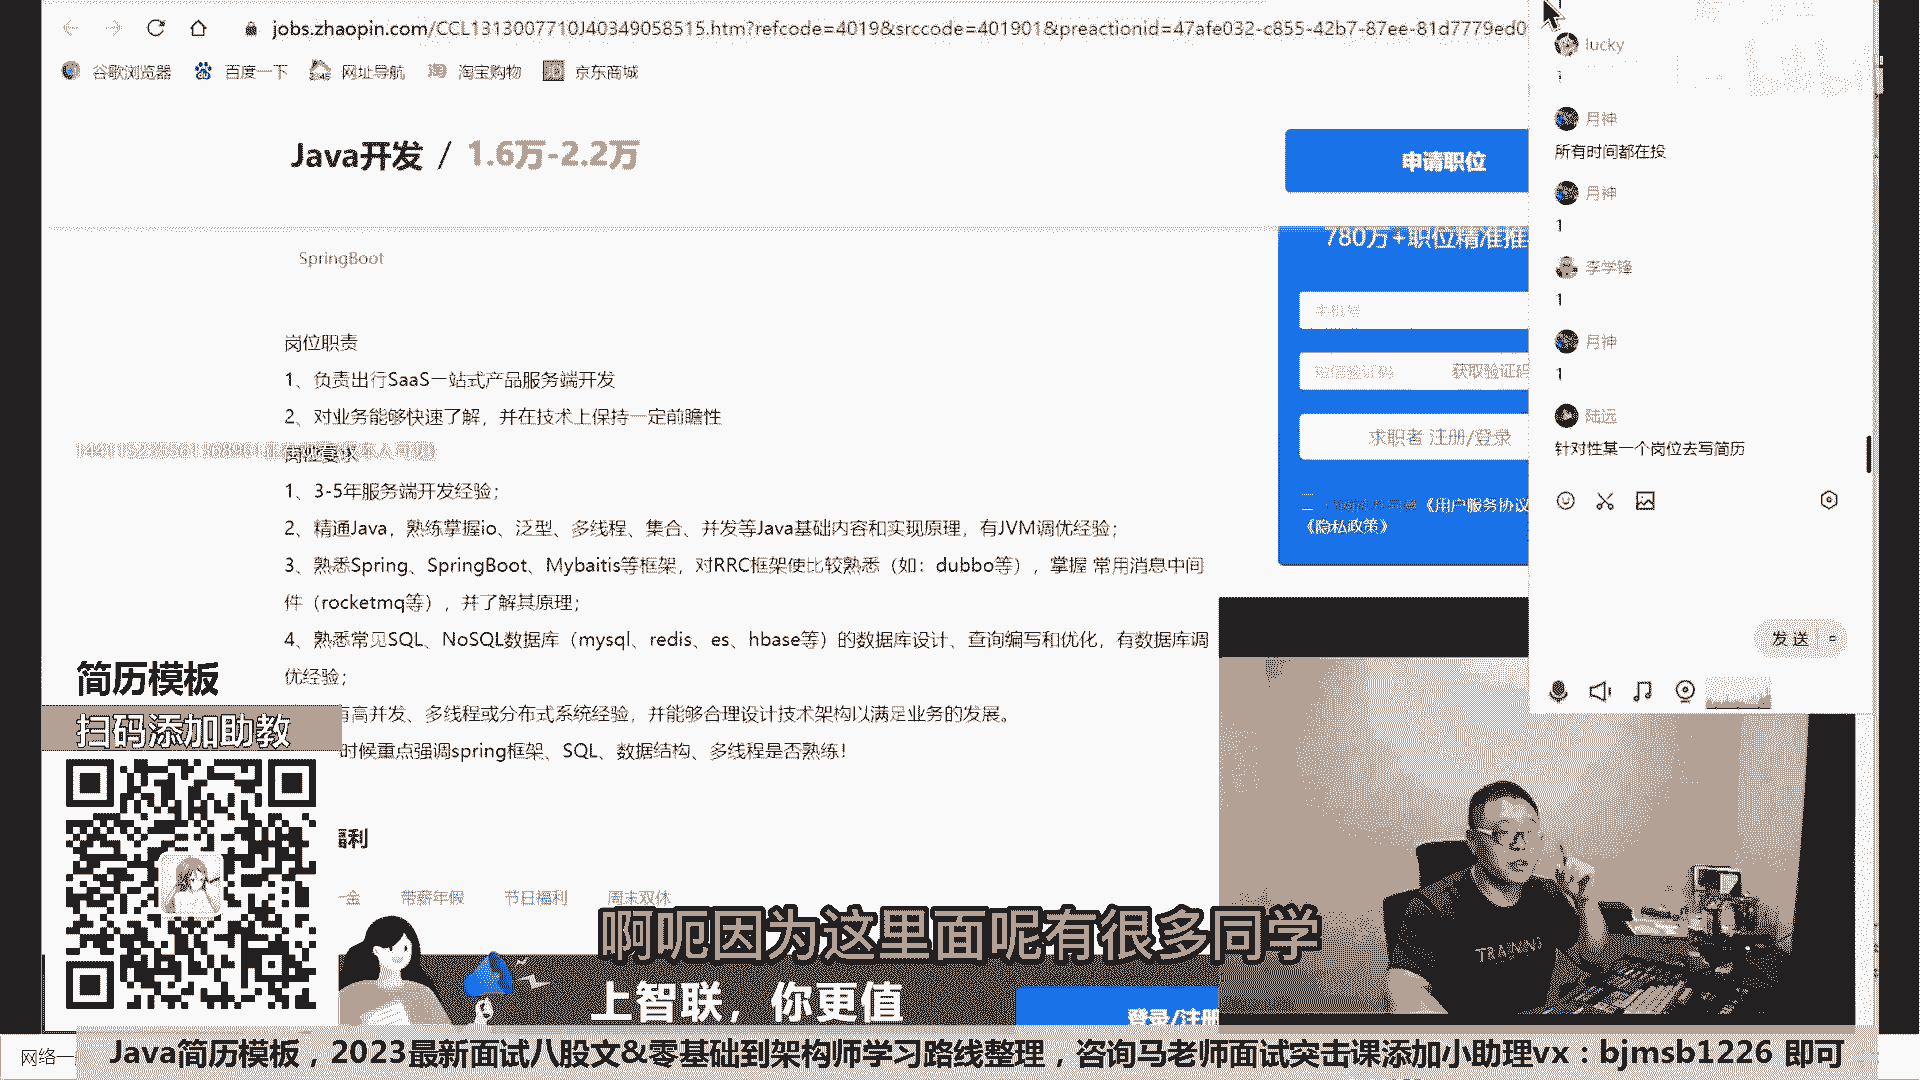 jobs.zhaopin.com/CCL1313007710J40349058515.htm?refcode=4019&srccode=401901&preactionid=47afe032-c855-42b7-87ee-81d7779ed0
谷歌浏览器 百度一下 网址导航 淘宝购物 京东商城
Java开发 / 1.6万-2.2万
申请职位
780万+职位精准推
SpringBoot
手机号
短信验证码 获取验证码
求职者 注册/登录
《用户服务协议
《隐私政策》
岗位职责
1、负责出行SaaS一站式产品服务端开发
2、对业务能够快速了解，并在技术上保持一定前瞻性
岗位要求
1、3-5年服务端开发经验；
2、精通Java，熟练掌握io、泛型、多线程、集合、并发等Java基础内容和实现原理，有JVM调优经验；
3、熟悉Spring、SpringBoot、Mybaitis等框架，对RRC框架使比较熟悉（如：dubbo等），掌握 常用消息中间
件（rocketmq等），并了解其原理；
4、熟悉常见SQL、NoSQL数据库（mysql、redis、es、hbase等）的数据库设计、查询编写和优化，有数据库调
优经验；
有高并发、多线程或分布式系统经验，并能够合理设计技术架构以满足业务的发展。
时候重点强调spring框架、SQL、数据结构、多线程是否熟练！
福利
一金 带薪年假 节日福利 周末双休
上智联，你更值
登录/注册
lucky
1
月神
所有时间都在投
月神
1
李学锋
1
月神
1
陆远
针对性某一个岗位去写简历
发送
简历模板
扫码添加助教
TRAINING
啊呃因为这里面呢有很多同学
网络一
Java简历模板，2023最新面试八股文&零基础到架构师学习路线整理，咨询马老师面试突击课添加小助理vx：bjmsb1226 即可